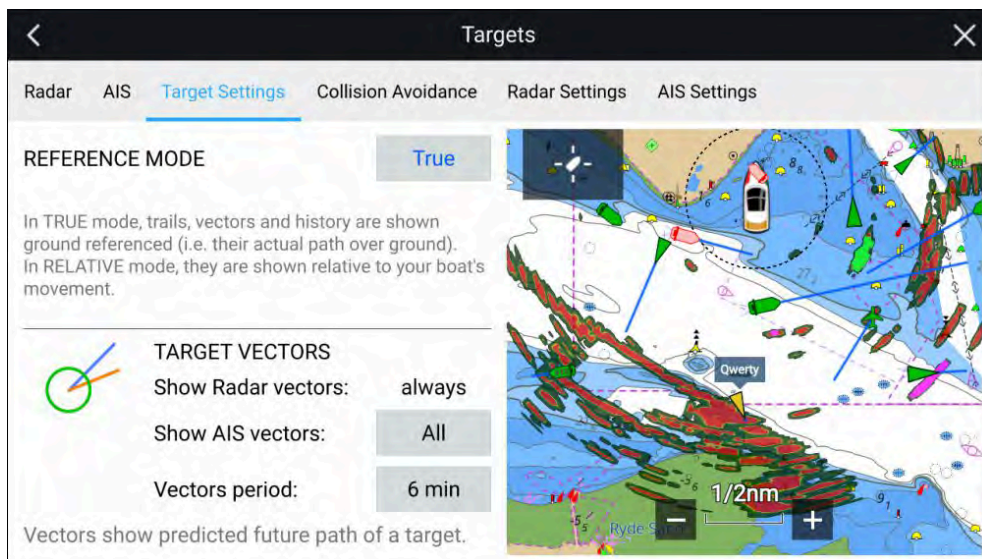 Targets
Radar AIS Target Settings Collision Avoidance Radar Settings AIS Settings
REFERENCE MODE True
In TRUE mode, trails, vectors and history are shown
ground referenced (i.e. their actual path over ground).
In RELATIVE mode, they are shown relative to your boat's
movement.
TARGET VECTORS
Show Radar vectors: always
Show AIS vectors: All
Vectors period: 6 min
Vectors show predicted future path of a target.
Qwerty
1/2nm
Ryde